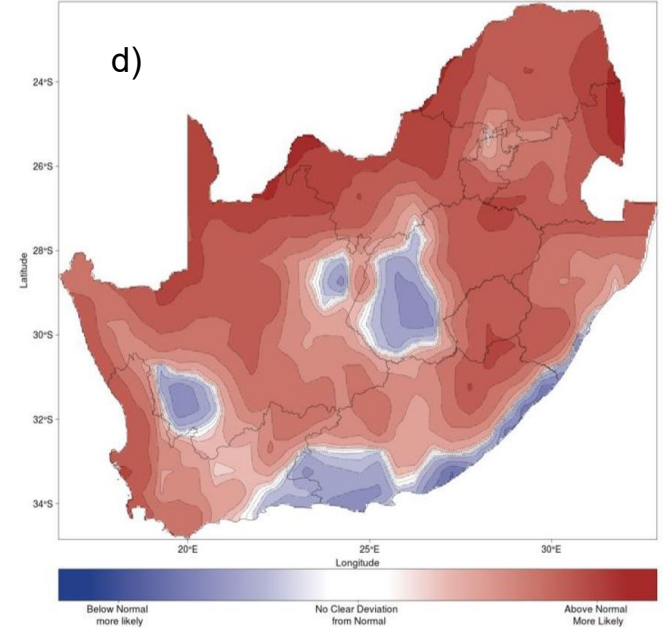 d)
24°S
26°S
28°S
30°S
32°S
34°S
Latitude
20°E 25°E 30°E
Longitude
Below Normal more likely
No Clear Deviation from Normal
Above Normal More Likely